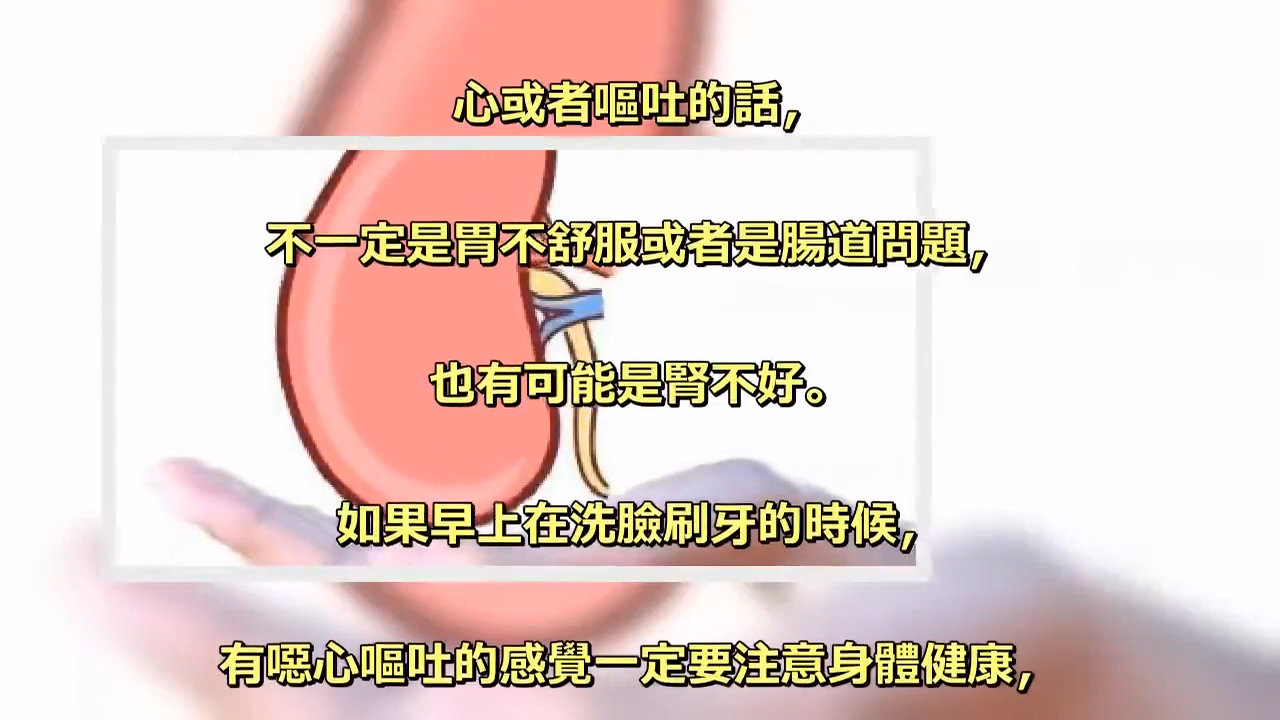 心或者嘔吐的話,
不一定是胃不舒服或者是腸道問題,
也有可能是腎不好。
如果早上在洗臉刷牙的時候,
有噁心嘔吐的感覺一定要注意身體健康,